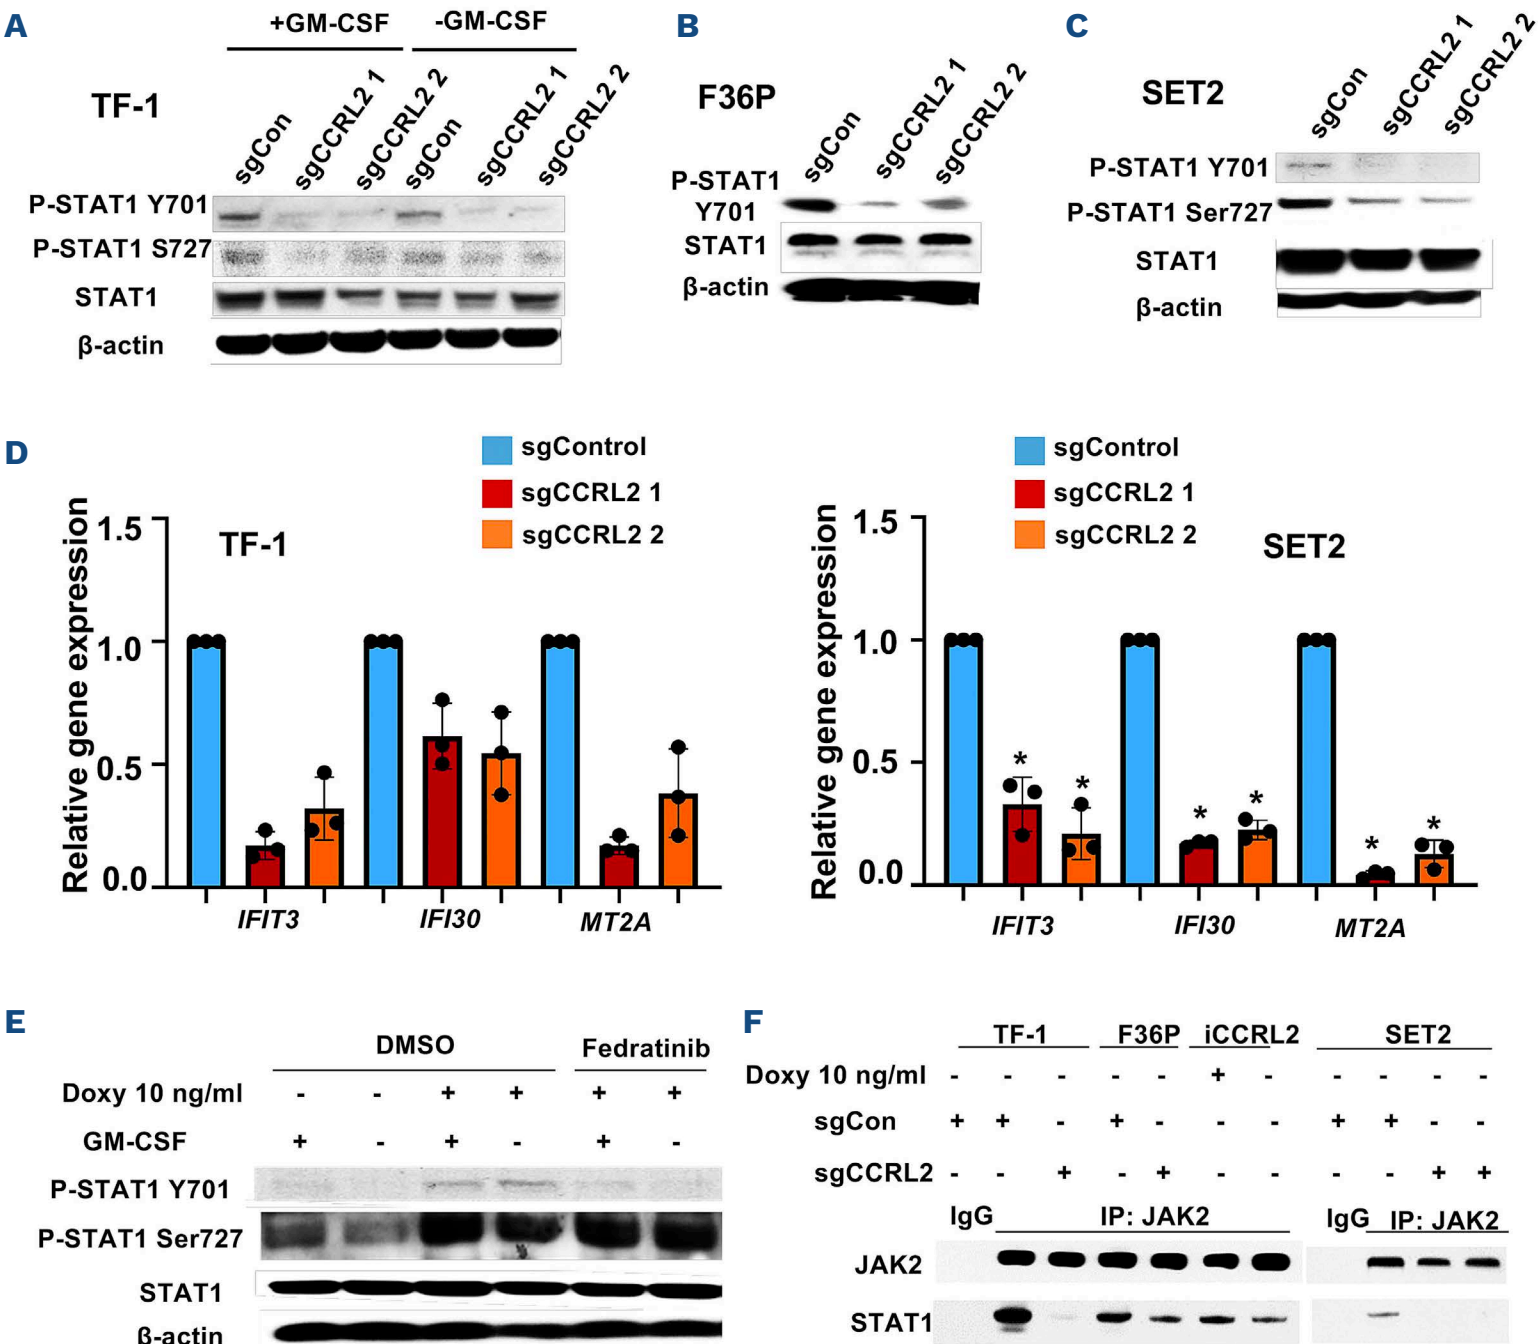 A
+GM-CSF -GM-CSF
TF-1
sgCon sgCCRL2 1 sgCCRL2 2 sgCon sgCCRL2 1 sgCCRL2 2
P-STAT1 Y701
P-STAT1 S727
STAT1
β-actin
B
F36P
sgCon sgCCRL2 1 sgCCRL2 2
P-STAT1
Y701
STAT1
β-actin
C
SET2
sgCon sgCCRL2 1 sgCCRL2 2
P-STAT1 Y701
P-STAT1 Ser727
STAT1
β-actin
D
sgControl
sgCCRL2 1
sgCCRL2 2
TF-1
Relative gene expression
1.5
1.0
0.5
0.0
IFIT3 IFI30 MT2A
sgControl
sgCCRL2 1
sgCCRL2 2
SET2
Relative gene expression
1.5
1.0
0.5
0.0
* * * * * *
IFIT3 IFI30 MT2A
E
DMSO Fedratinib
Doxy 10 ng/ml - - + + + +
GM-CSF + - + - + -
P-STAT1 Y701
P-STAT1 Ser727
STAT1
β-actin
F
TF-1 F36P iCCRL2 SET2
Doxy 10 ng/ml - - - - - + - - - - -
sgCon + + - + - - - + + - -
sgCCRL2 - - + - + - - - - + +
IgG IP: JAK2 IgG IP: JAK2
JAK2
STAT1